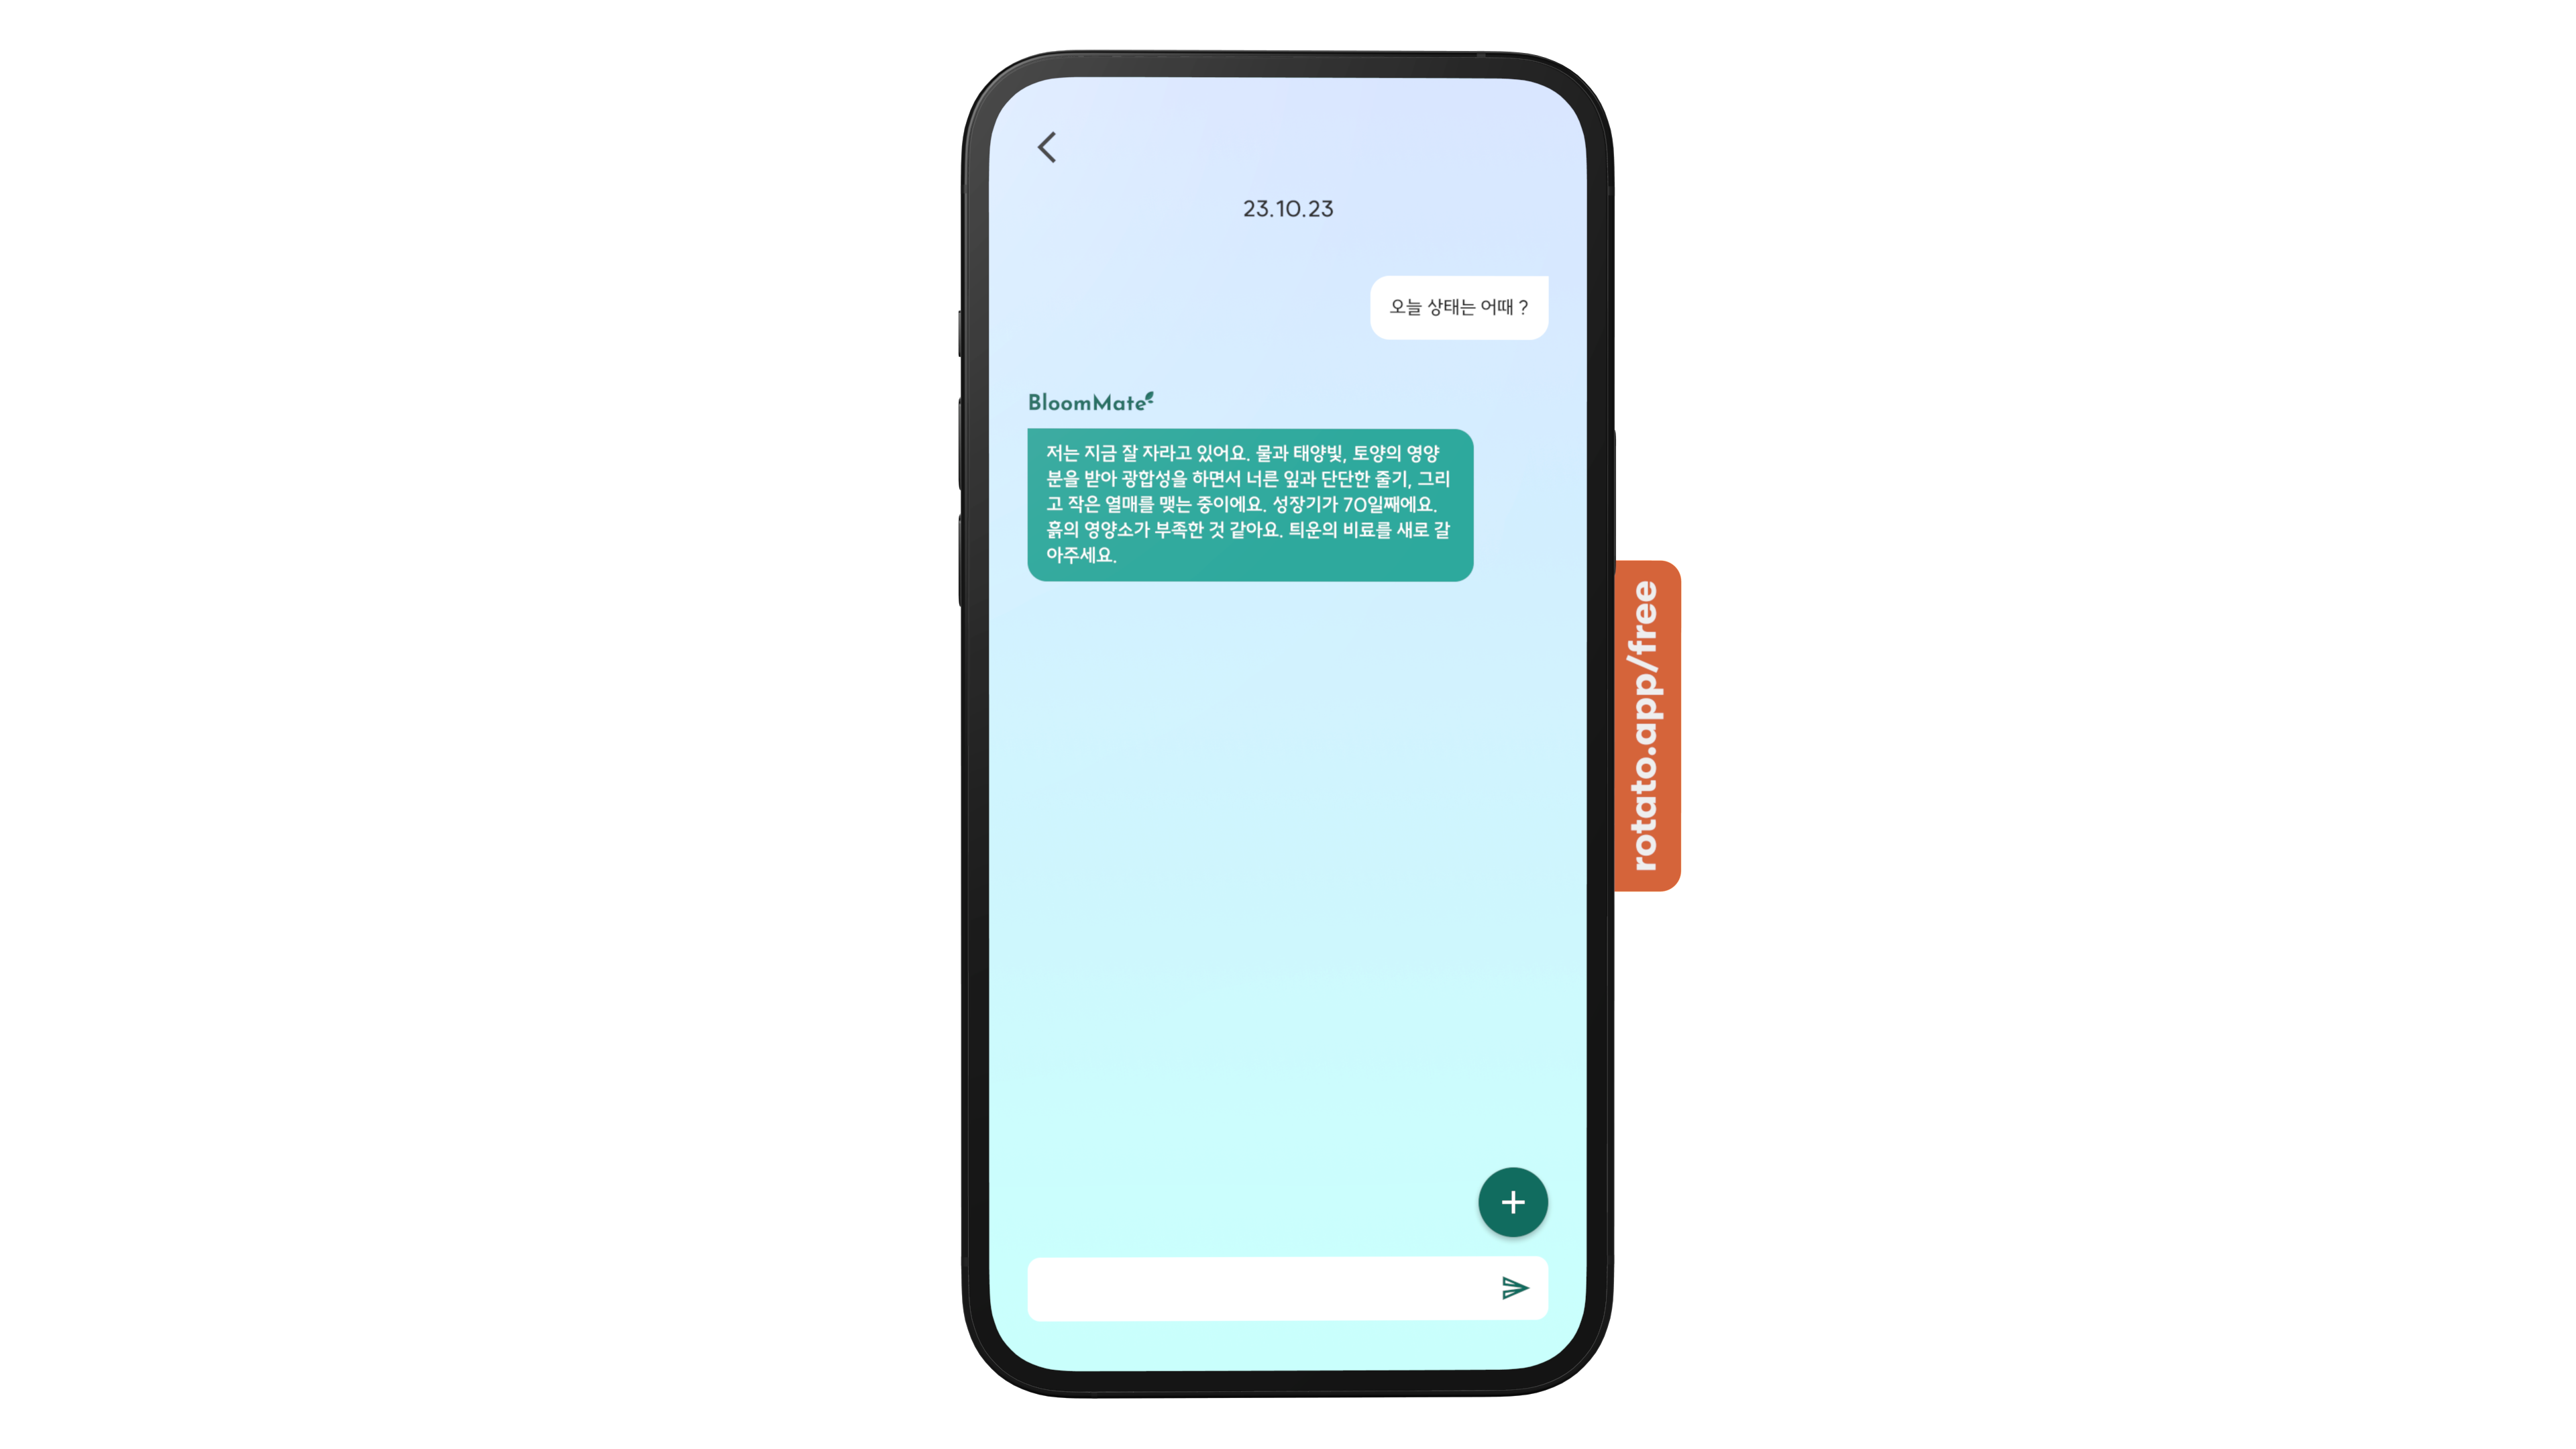 23.10.23
오늘 상태는 어때 ?
BloomMate
저는 지금 잘 자라고 있어요. 물과 태양빛, 토양의 영양
분을 받아 광합성을 하면서 너른 잎과 단단한 줄기, 그리
고 작은 열매를 맺는 중이에요. 성장기가 70일째에요.
흙의 영양소가 부족한 것 같아요. 틔운의 비료를 새로 갈
아주세요.
rotato.app/free